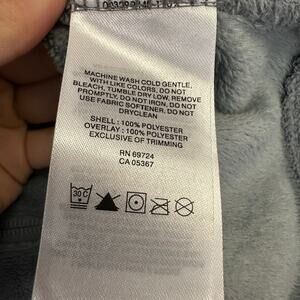 MACHINE WASH COLD GENTLE,
WITH LIKE COLORS, DO NOT
BLEACH, TUMBLE DRY LOW, REMOVE
PROMPTLY, DO NOT IRON, DO NOT
USE FABRIC SOFTENER, DO NOT
DRYCLEAN
SHELL : 100% POLYESTER
OVERLAY : 100% POLYESTER
EXCLUSIVE OF TRIMMING
RN 69724
CA 05367
30 C